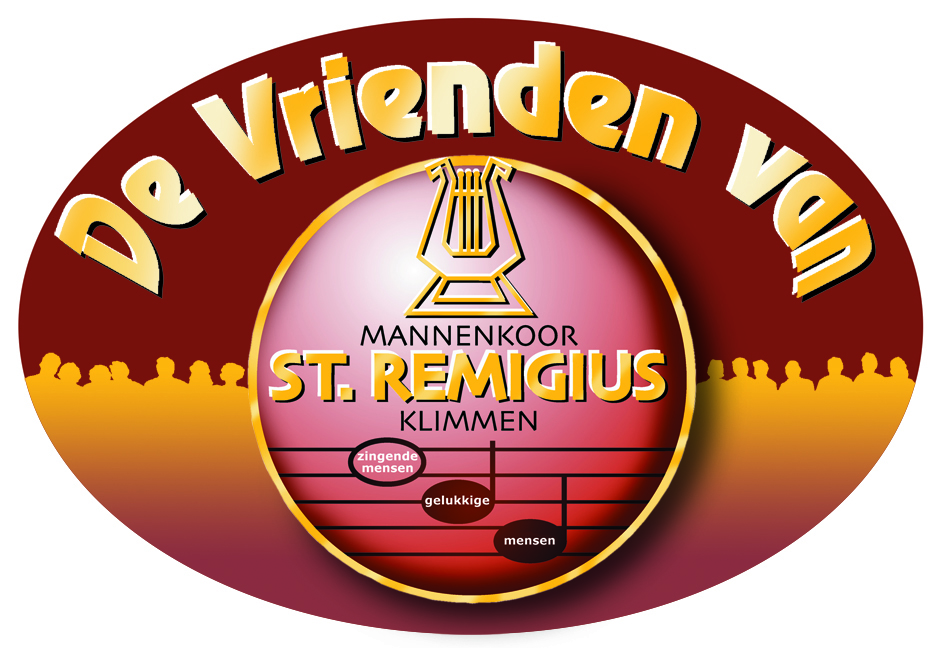 De Vrienden van
MANNENKOOR
ST. REMIGIUS
KLIMMEN
zingende
mensen
gelukkige
mensen